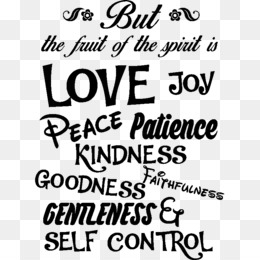 But
the fruit of the spirit is
LOVE JOY
PEACE Patience
KINDNESS
GOODNESS FAITHFULNESS
GENTLENESS &
SELF CONTROL